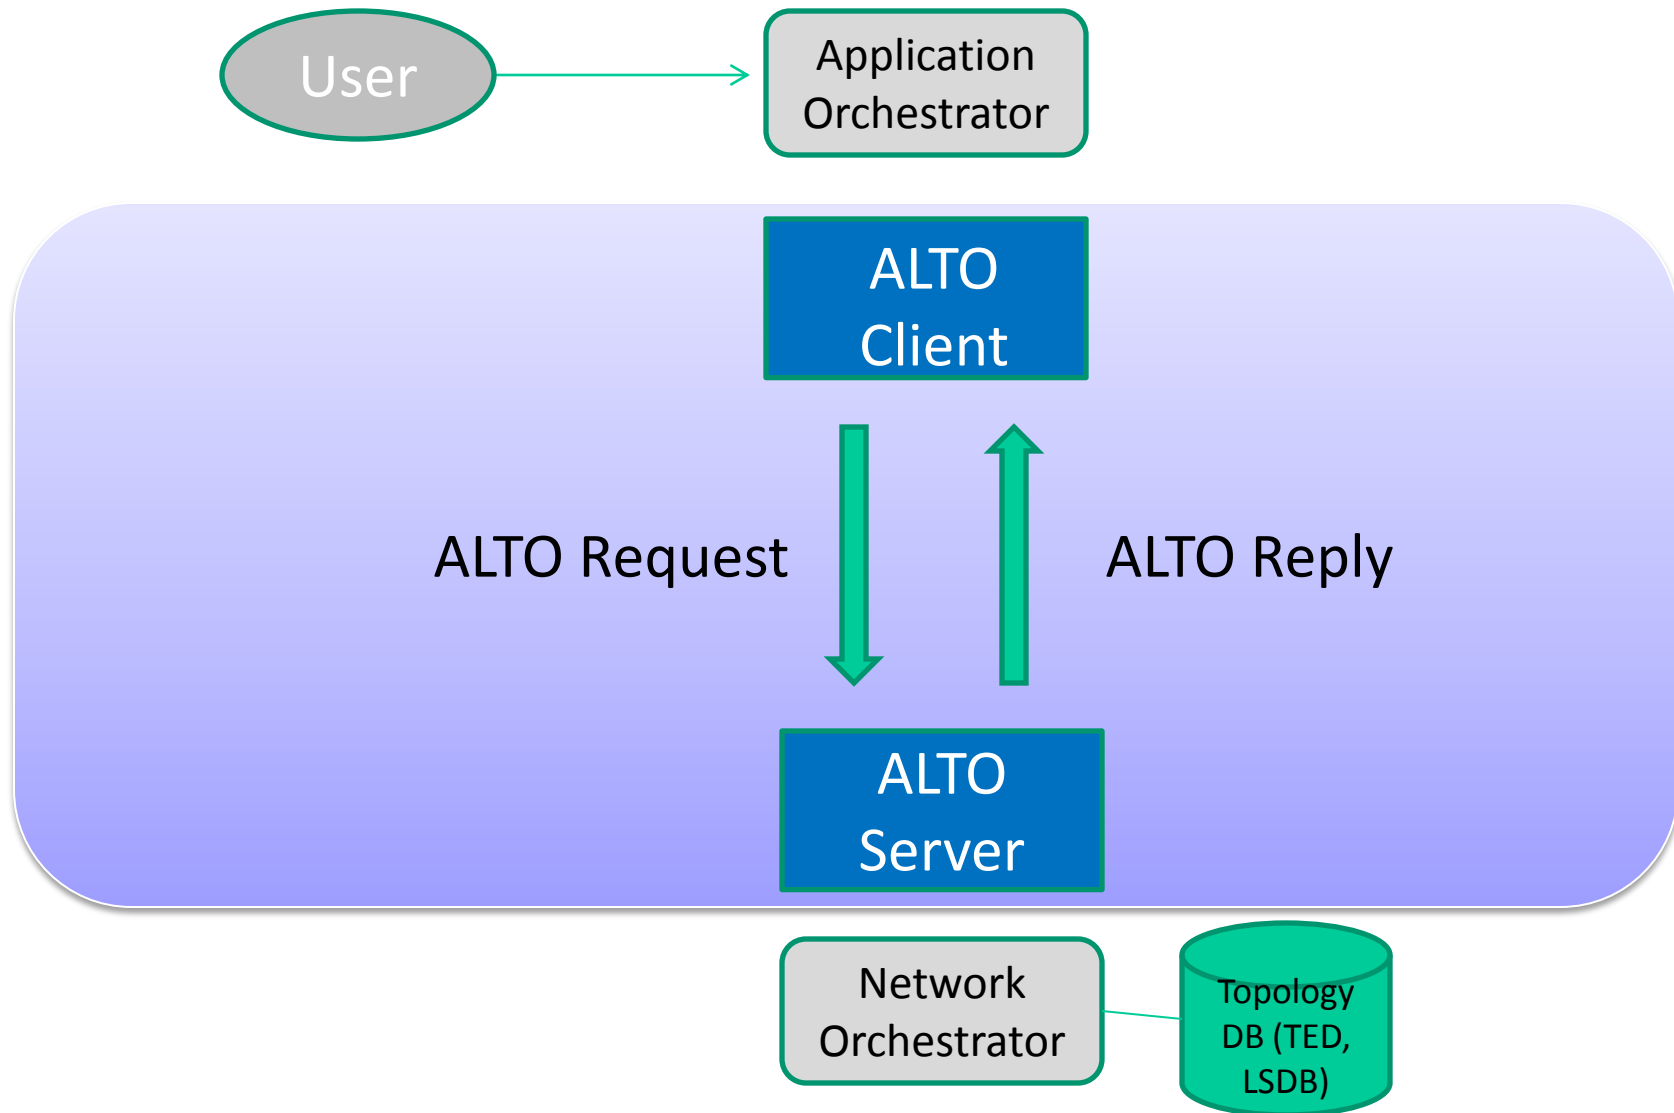 User
Application
Orchestrator
ALTO
Client
ALTO Request
ALTO Reply
ALTO
Server
Network
Orchestrator
Topology
DB (TED,
LSDB)